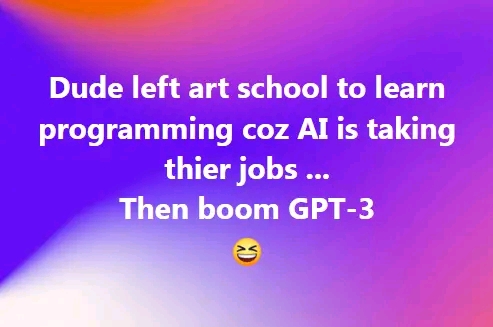 Dude left art school to learn
programming coz AI is taking
thier jobs ...
Then boom GPT-3
😆